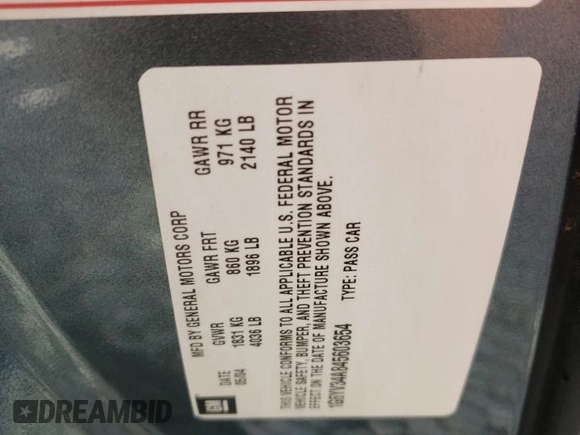 GM
MFD BY GENERAL MOTORS CORP
DATE GVWR GAWR FRT GAWR RR
05/04 1831 KG 860 KG 971 KG
4036 LB 1896 LB 2140 LB
THIS VEHICLE CONFORMS TO ALL APPLICABLE U.S. FEDERAL MOTOR
VEHICLE SAFETY, BUMPER, AND THEFT PREVENTION STANDARDS IN
EFFECT ON THE DATE OF MANUFACTURE SHOWN ABOVE.
1G6YV34A845603654 TYPE: PASS CAR
DREAMBID